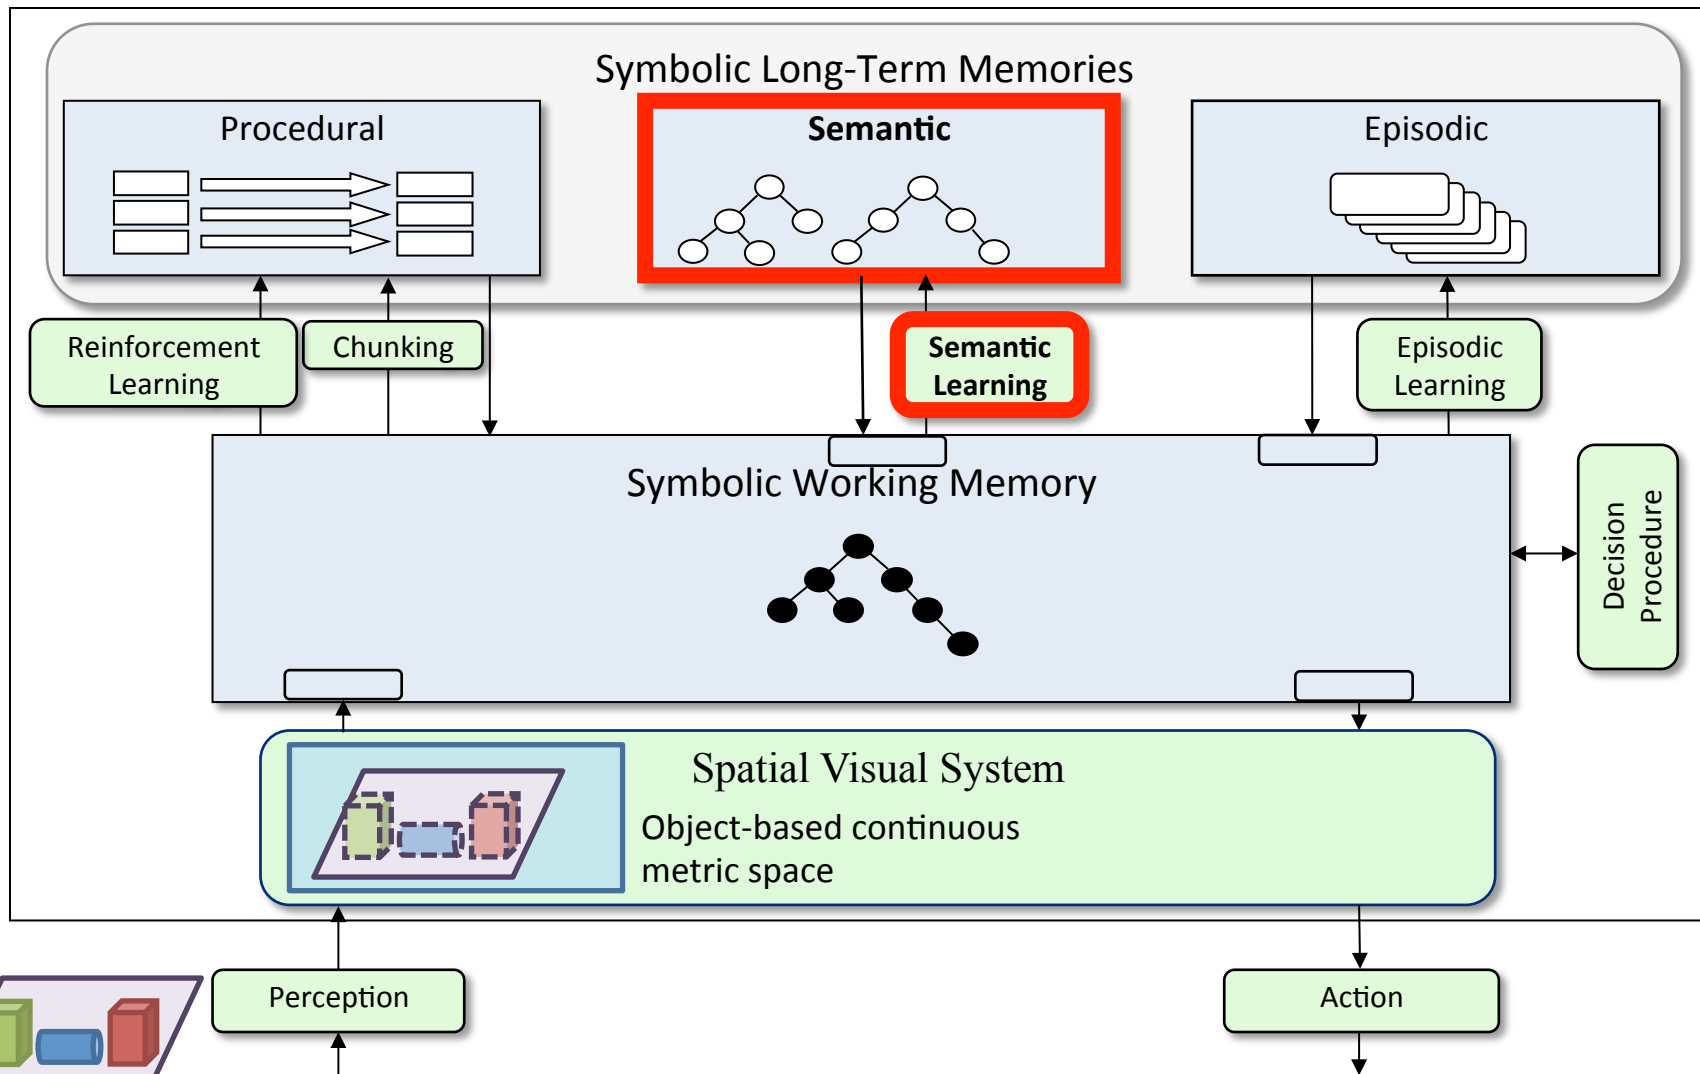 Symbolic Long-Term Memories
Procedural
Semantic
Episodic
Reinforcement
Learning
Chunking
Semantic
Learning
Episodic
Learning
Symbolic Working Memory
Decision
Procedure
Spatial Visual System
Object-based continuous
metric space
Perception
Action